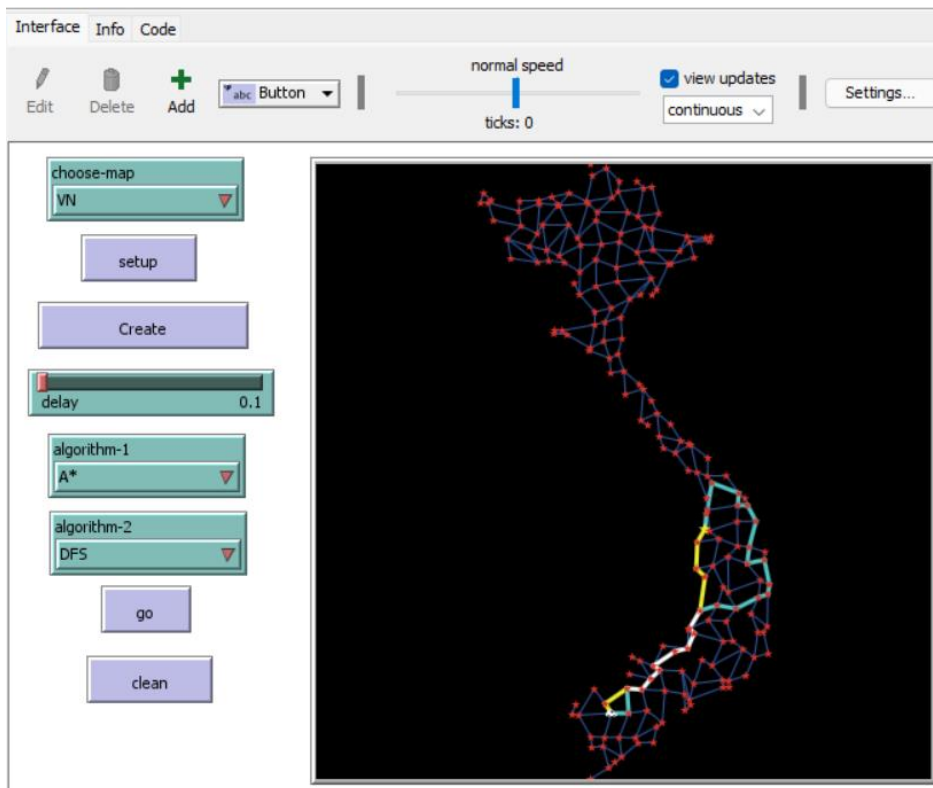 Interface Info Code
Edit
Delete
Add
abc Button
normal speed
ticks: 0
view updates
continuous
Settings...
choose-map
VN
setup
Create
delay 0.1
algorithm-1
A*
algorithm-2
DFS
go
clean